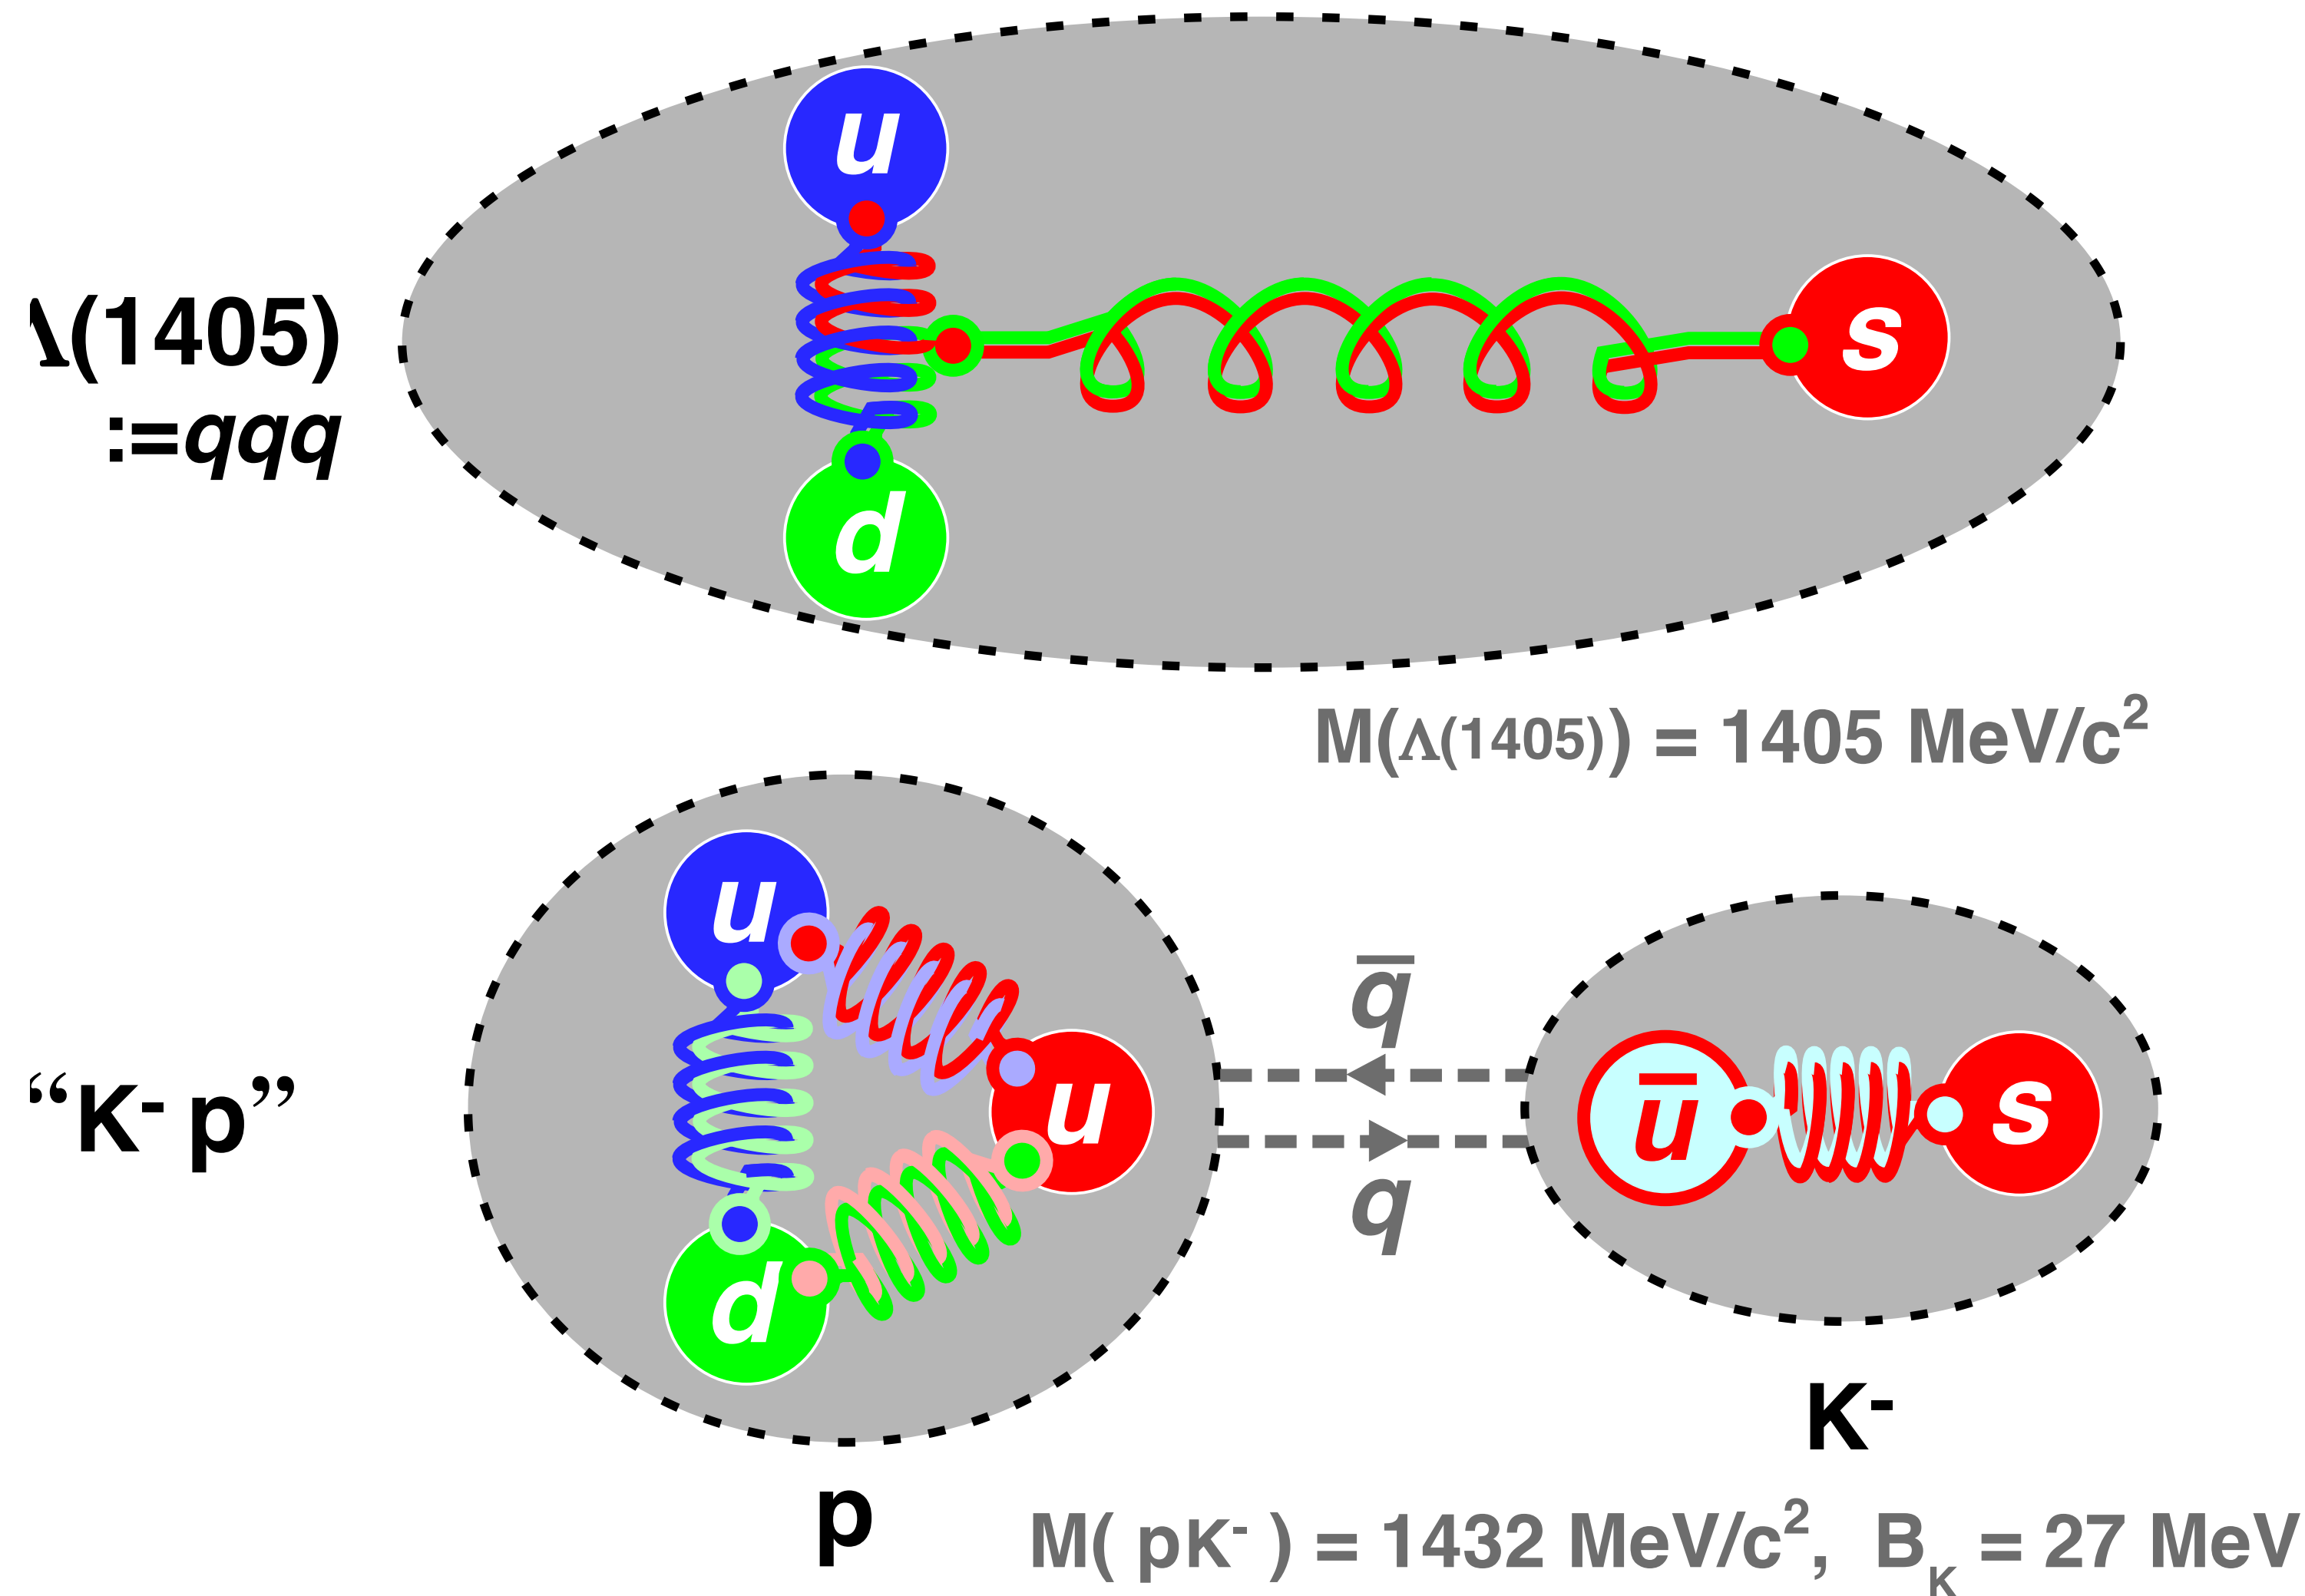 u
Λ(1405)
s
:=qqq
d
M(Λ(1405)) = 1405 MeV/c²
u
q̅
“K⁻ p”
u
u̅
s
q
d
K⁻
p
M( pK⁻ ) = 1432 MeV/c², B_K = 27 MeV